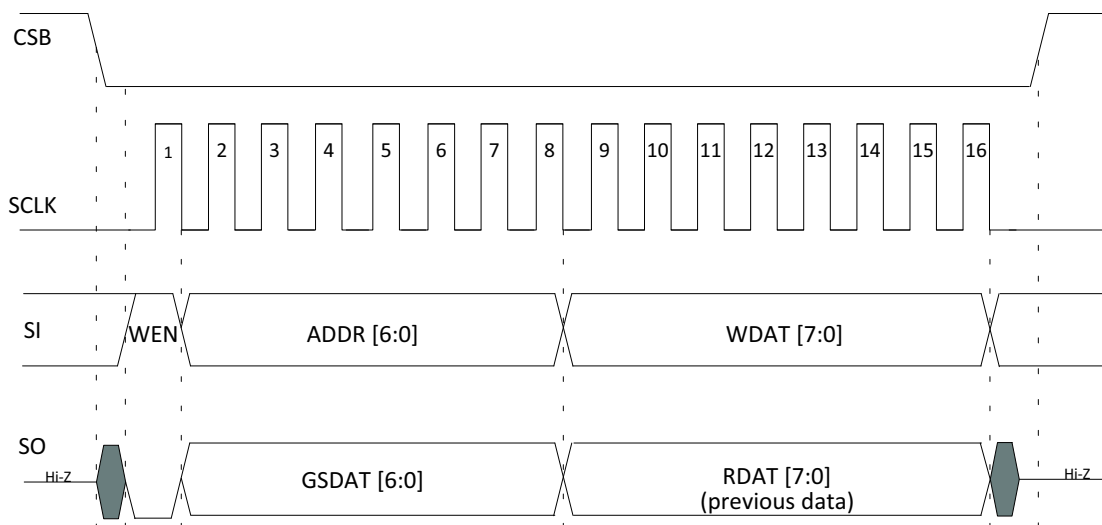 CSB
1 2 3 4 5 6 7 8 9 10 11 12 13 14 15 16
SCLK
SI
WEN
ADDR [6:0]
WDAT [7:0]
SO
Hi-Z
GSDAT [6:0]
RDAT [7:0]
(previous data)
Hi-Z